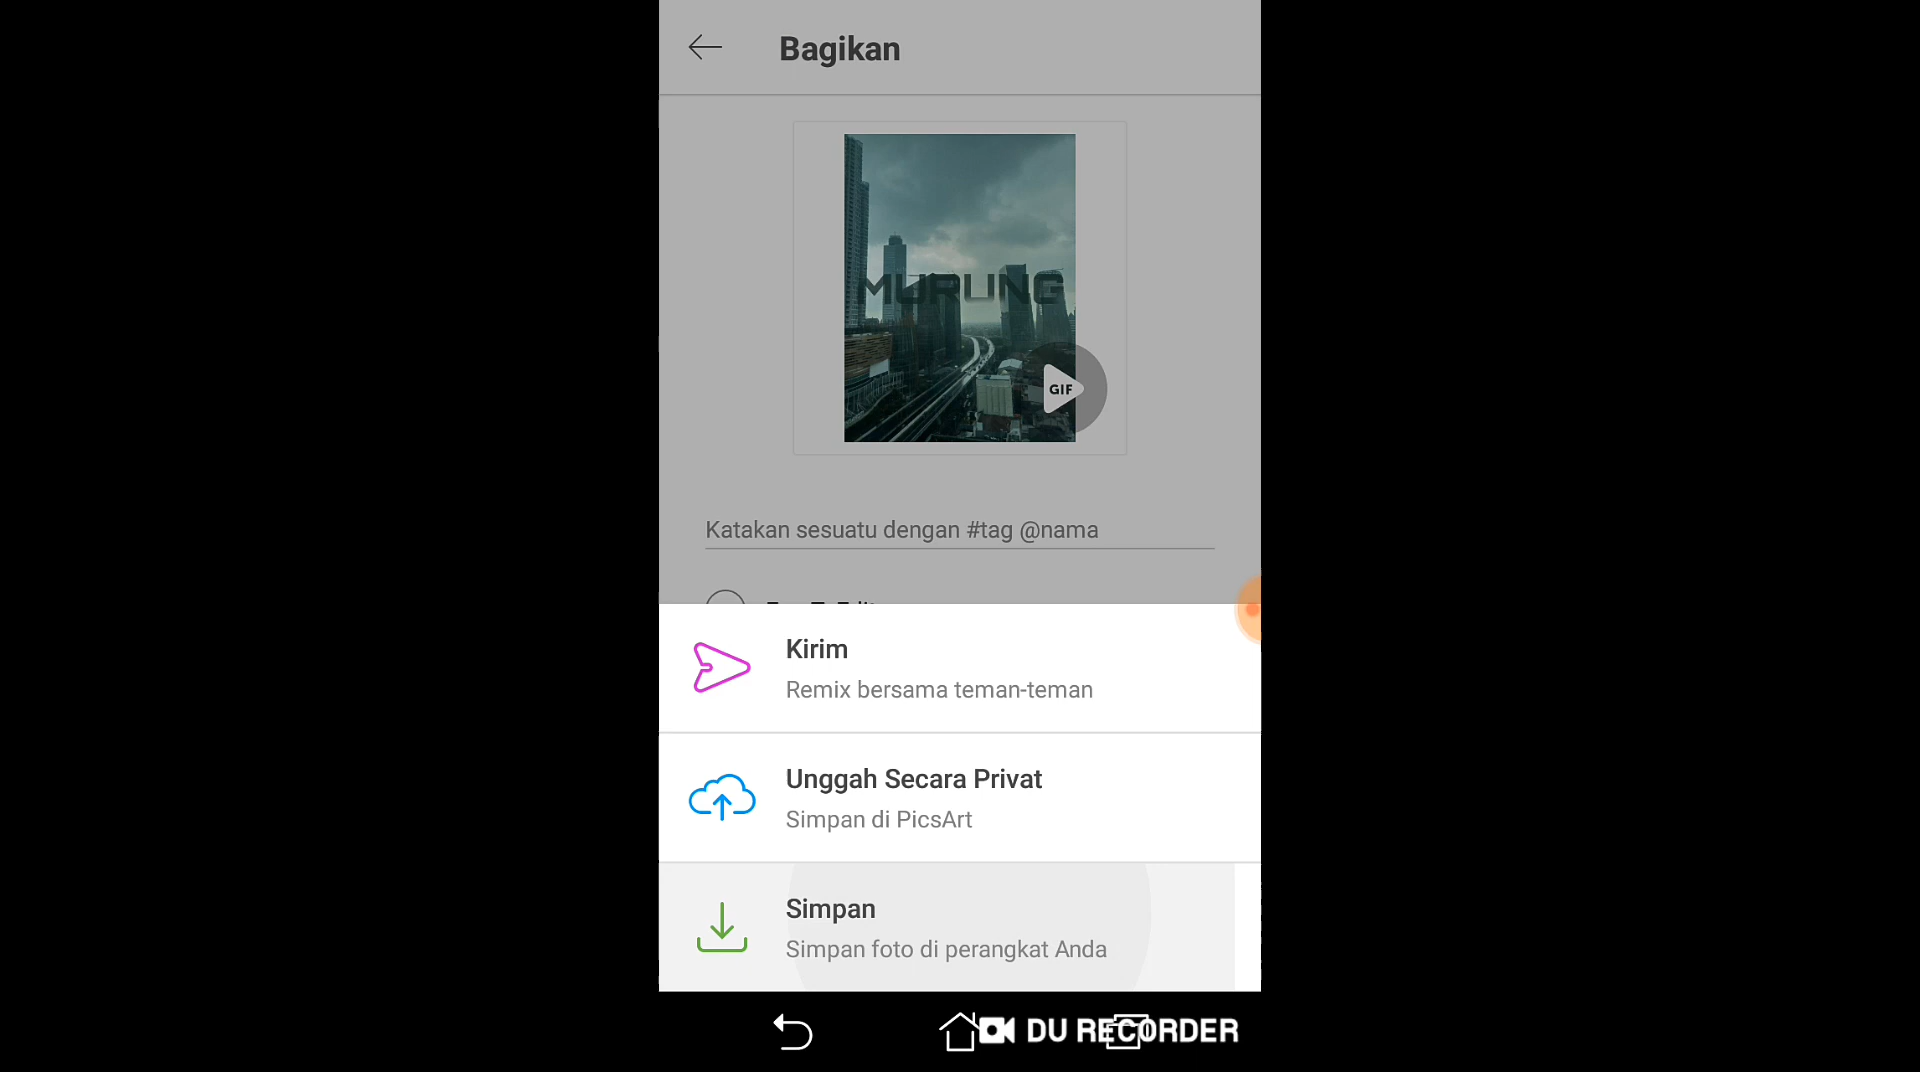 Bagikan
MURUNG
GIF
Katakan sesuatu dengan #tag @nama
Kirim
Remix bersama teman-teman
Unggah Secara Privat
Simpan di PicsArt
Simpan
Simpan foto di perangkat Anda
DU RECORDER